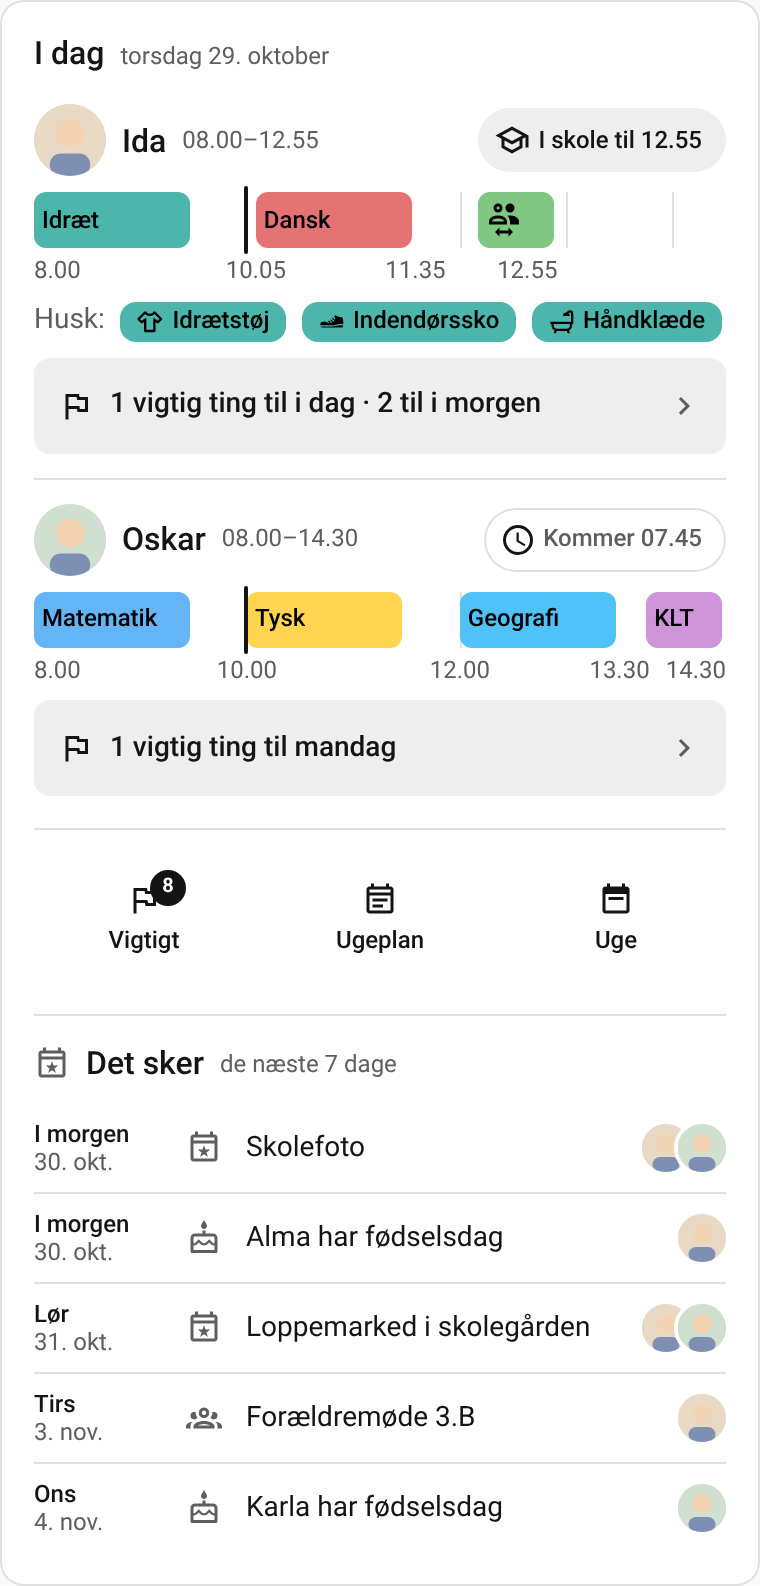 I dag torsdag 29. oktober
Ida 08.00–12.55 I skole til 12.55
Idræt Dansk
8.00 10.05 11.35 12.55
Husk: Idrætstøj Indendørssko Håndklæde
1 vigtig ting til i dag · 2 til i morgen
Oskar 08.00–14.30 Kommer 07.45
Matematik Tysk Geografi KLT
8.00 10.00 12.00 13.30 14.30
1 vigtig ting til mandag
8
Vigtigt Ugeplan Uge
Det sker de næste 7 dage
I morgen
30. okt.
Skolefoto
I morgen
30. okt.
Alma har fødselsdag
Lør
31. okt.
Loppemarked i skolegården
Tirs
3. nov.
Forældremøde 3.B
Ons
4. nov.
Karla har fødselsdag